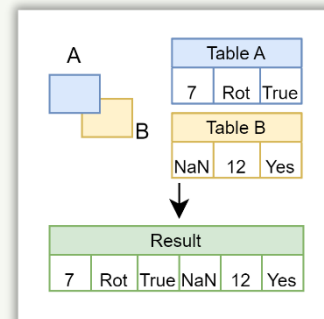 A
B
Table A
7 Rot True
Table B
NaN 12 Yes
Result
7 Rot True NaN 12 Yes